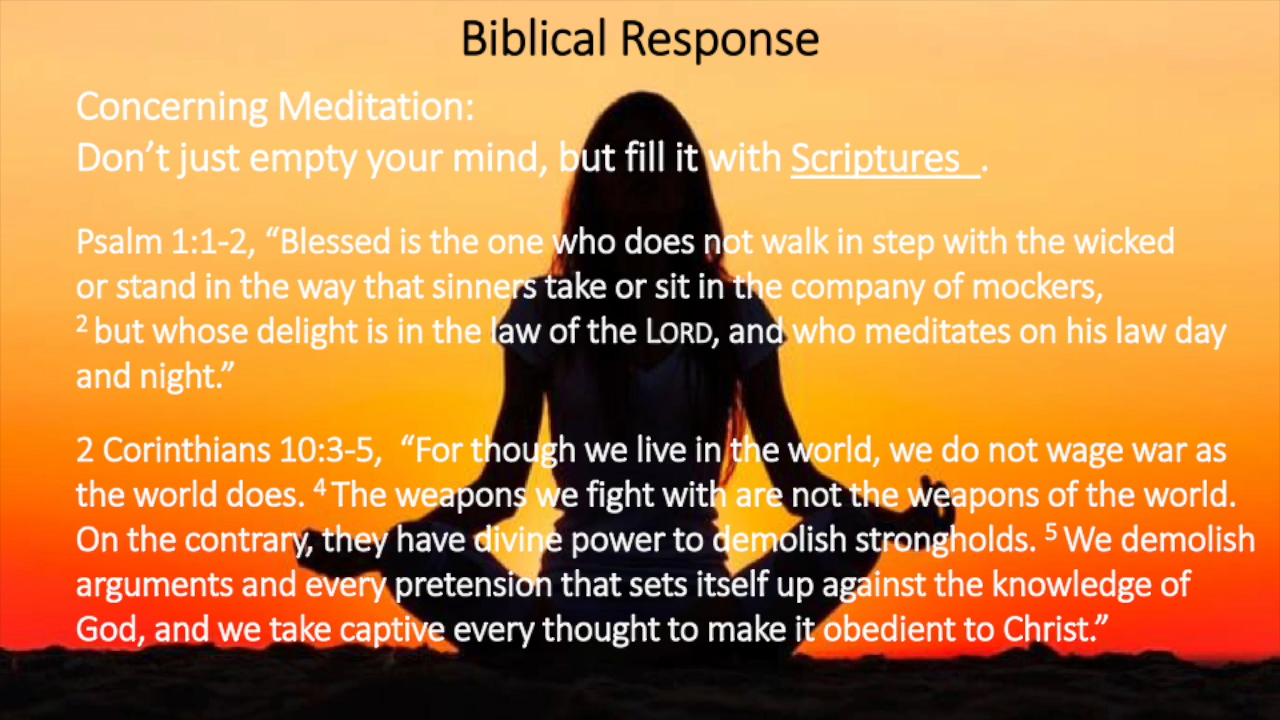 Biblical Response
Concerning Meditation:
Don’t just empty your mind, but fill it with Scriptures .
Psalm 1:1-2, “Blessed is the one who does not walk in step with the wicked
or stand in the way that sinners take or sit in the company of mockers,
2 but whose delight is in the law of the LORD, and who meditates on his law day
and night.”
2 Corinthians 10:3-5, “For though we live in the world, we do not wage war as
the world does. 4 The weapons we fight with are not the weapons of the world.
On the contrary, they have divine power to demolish strongholds. 5 We demolish
arguments and every pretension that sets itself up against the knowledge of
God, and we take captive every thought to make it obedient to Christ.”